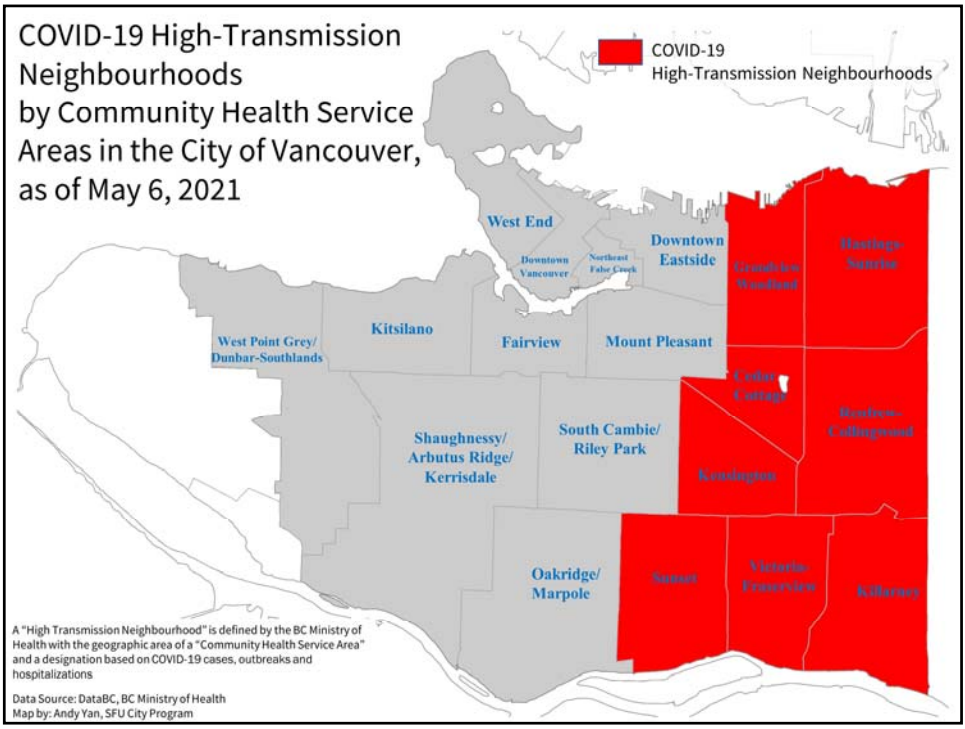 COVID-19 High-Transmission
Neighbourhoods
by Community Health Service
Areas in the City of Vancouver,
as of May 6, 2021
COVID-19
High-Transmission Neighbourhoods
West End
Downtown
Vancouver
Northeast
False Creek
Downtown
Eastside
Grandview
Woodland
Hastings-
Sunrise
West Point Grey/
Dunbar-Southlands
Kitsilano
Fairview
Mount Pleasant
Cedar
Cottage
Renfrew-
Collingwood
Shaughnessy/
Arbutus Ridge/
Kerrisdale
South Cambie/
Riley Park
Kensington
Oakridge/
Marpole
Sunset
Victoria-
Fraserview
Killarney
A “High Transmission Neighbourhood” is defined by the BC Ministry of
Health with the geographic area of a “Community Health Service Area”
and a designation based on COVID-19 cases, outbreaks and
hospitalizations
Data Source: DataBC, BC Ministry of Health
Map by: Andy Yan, SFU City Program